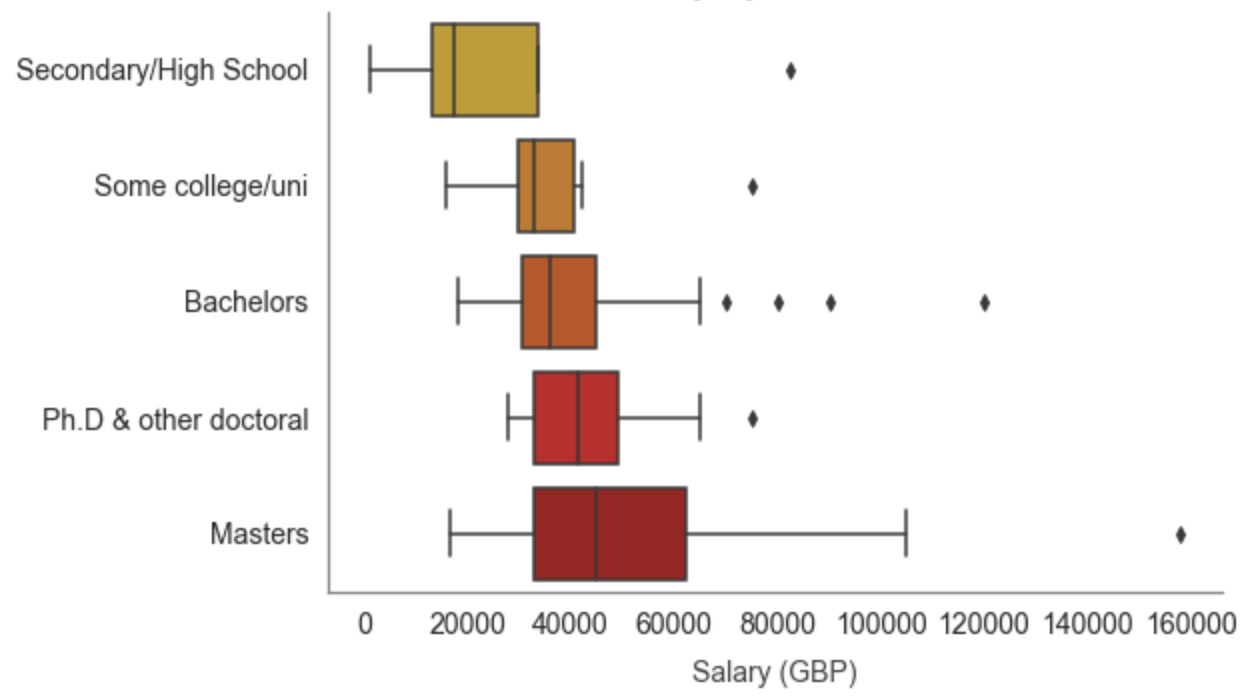 Secondary/High School
Some college/uni
Bachelors
Ph.D & other doctoral
Masters
0 20000 40000 60000 80000 100000 120000 140000 160000
Salary (GBP)